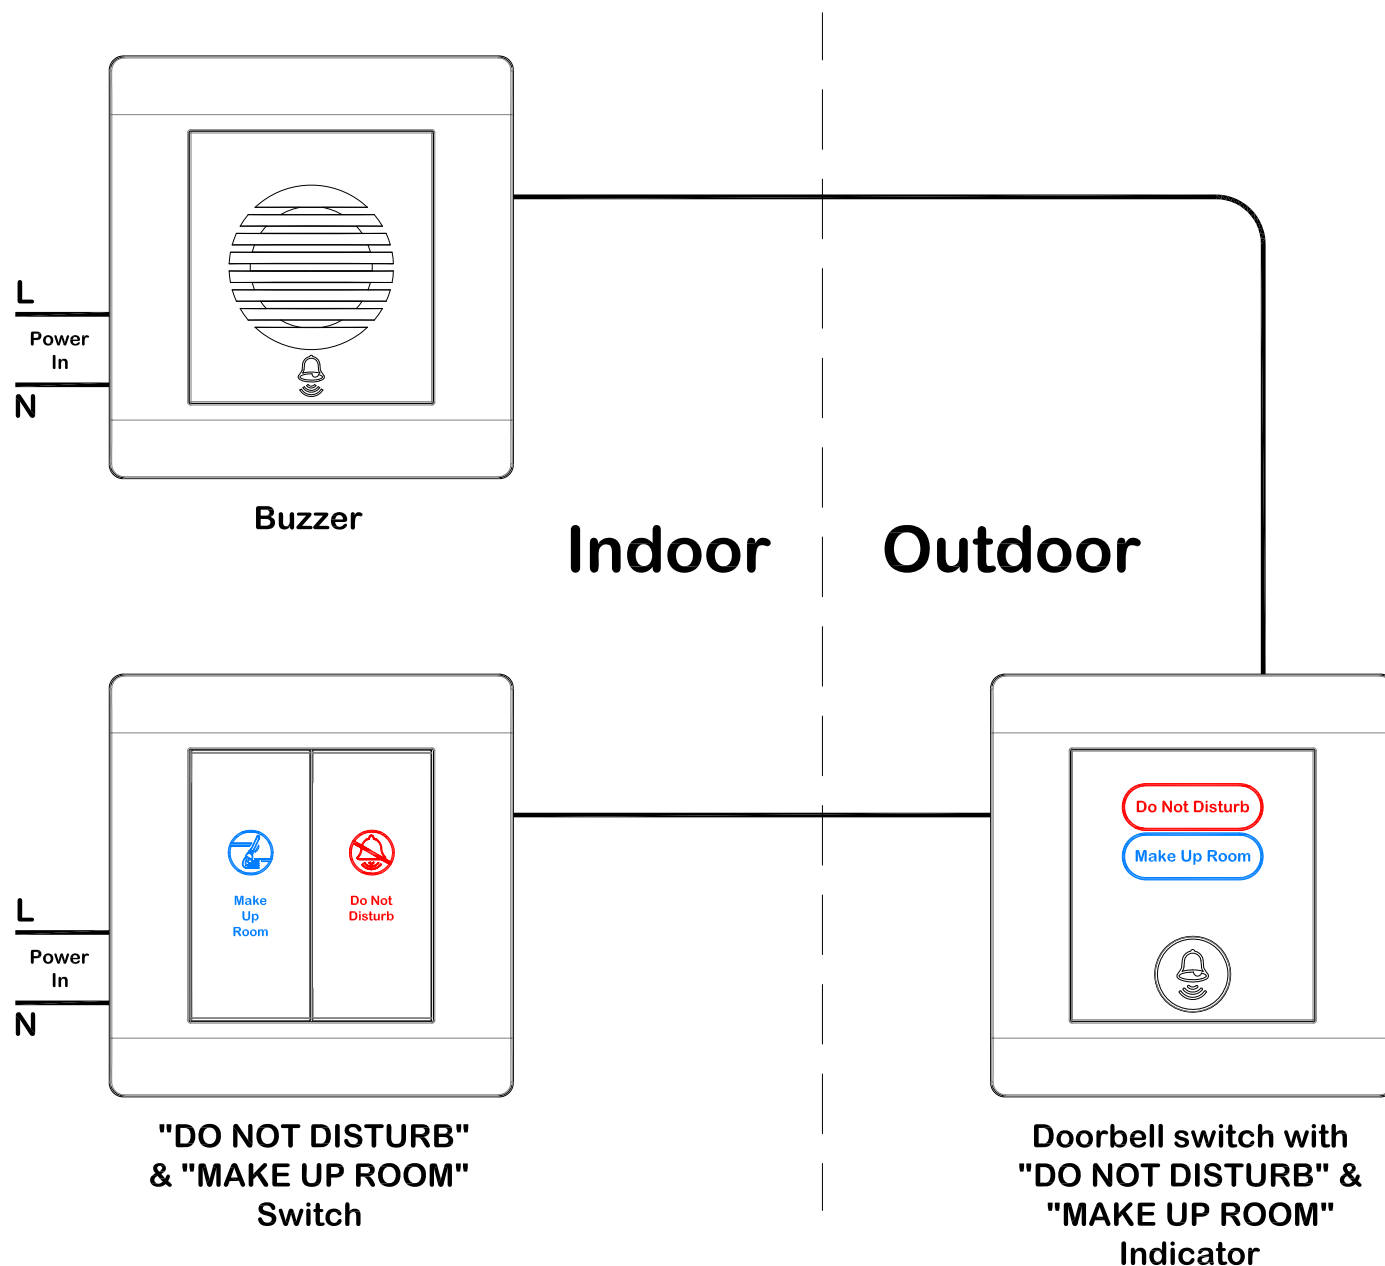 L
Power
In
N
Buzzer
Indoor
Outdoor
L
Power
In
N
Make
Up
Room
Do Not
Disturb
Do Not Disturb
Make Up Room
"DO NOT DISTURB"
& "MAKE UP ROOM"
Switch
Doorbell switch with
"DO NOT DISTURB" &
"MAKE UP ROOM"
Indicator